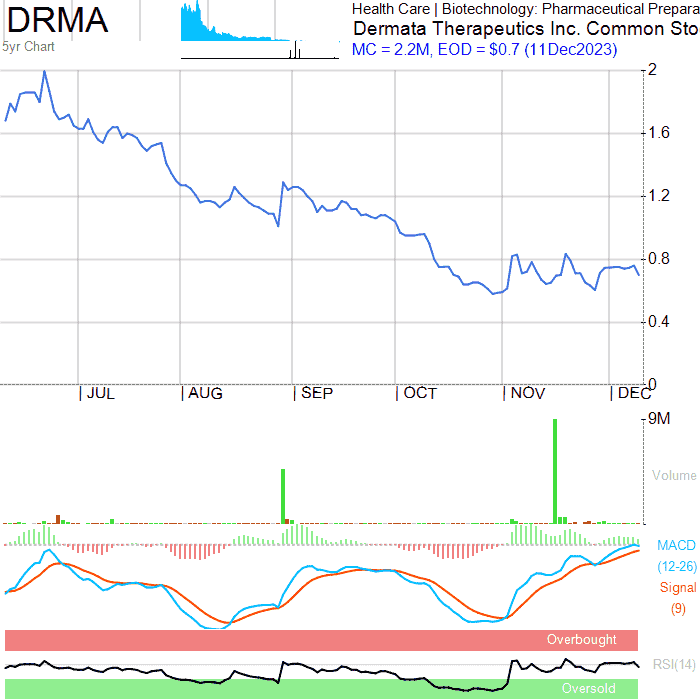 DRMA
5yr Chart
Health Care | Biotechnology: Pharmaceutical Prepara
Dermata Therapeutics Inc. Common Sto
MC = 2.2M, EOD = $0.7 (11Dec2023)
2
1.6
1.2
0.8
0.4
0
| JUL | AUG | SEP | OCT | NOV | DEC
9M
Volume
MACD
(12-26)
Signal
(9)
Overbought
RSI(14)
Oversold